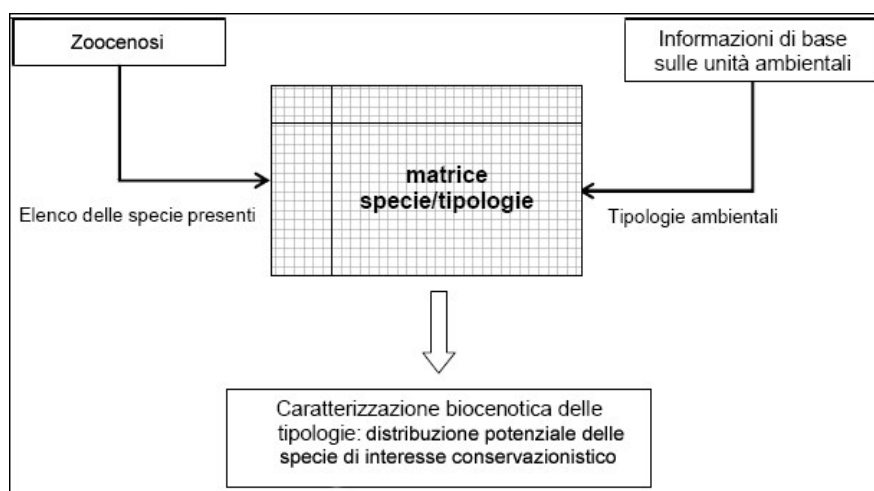 Zoocenosi
Informazioni di base
sulle unità ambientali
matrice
specie/tipologie
Elenco delle specie presenti
Tipologie ambientali
Caratterizzazione biocenotica delle
tipologie: distribuzione potenziale delle
specie di interesse conservazionistico